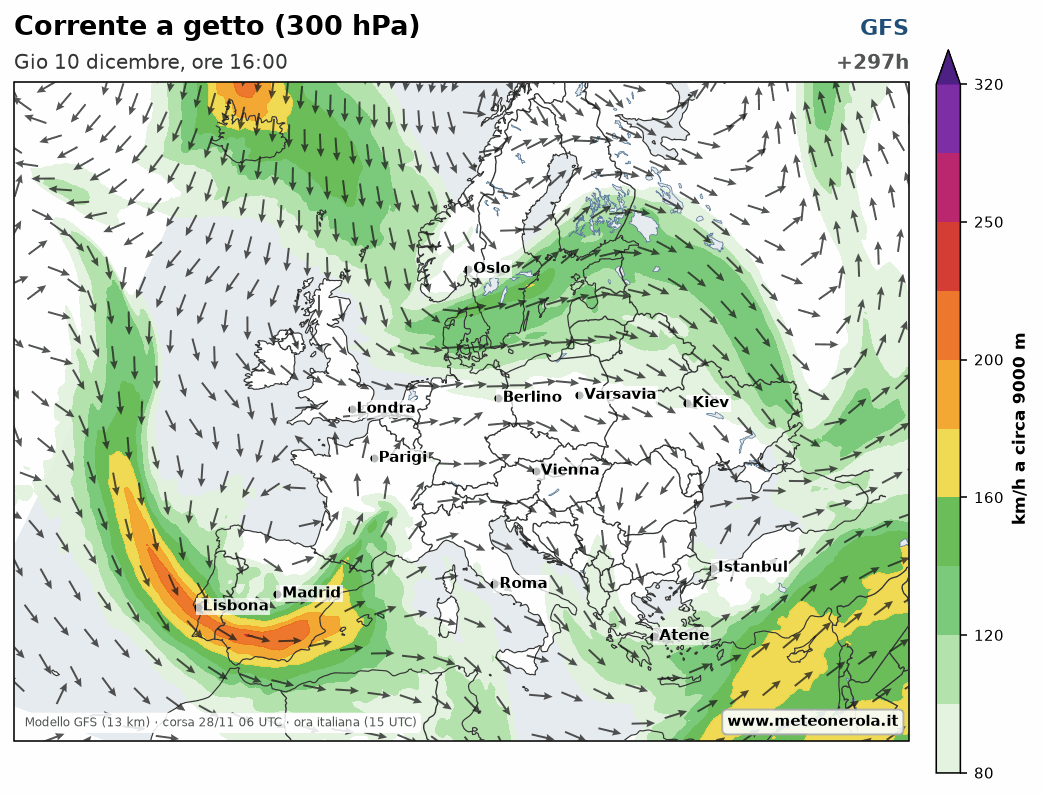 Corrente a getto (300 hPa)
GFS
Gio 10 dicembre, ore 16:00
+297h
320
250
200
160
120
80
km/h a circa 9000 m
Oslo
Berlino
Varsavia
Kiev
Londra
Parigi
Vienna
Istanbul
Roma
Madrid
Lisbona
Atene
Modello GFS (13 km) · corsa 28/11 06 UTC · ora italiana (15 UTC)
www.meteonerola.it